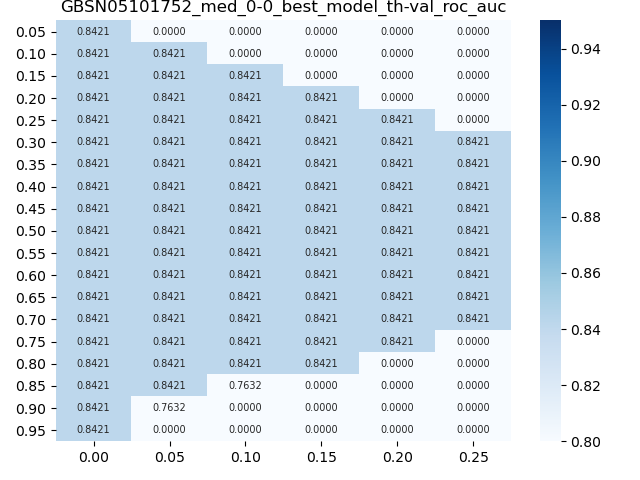 GBSN05101752_med_0-0_best_model_th-val_roc_auc
0.05 0.8421 0.0000 0.0000 0.0000 0.0000 0.0000
0.10 0.8421 0.8421 0.0000 0.0000 0.0000 0.0000
0.15 0.8421 0.8421 0.8421 0.0000 0.0000 0.0000
0.20 0.8421 0.8421 0.8421 0.8421 0.0000 0.0000
0.25 0.8421 0.8421 0.8421 0.8421 0.8421 0.0000
0.30 0.8421 0.8421 0.8421 0.8421 0.8421 0.8421
0.35 0.8421 0.8421 0.8421 0.8421 0.8421 0.8421
0.40 0.8421 0.8421 0.8421 0.8421 0.8421 0.8421
0.45 0.8421 0.8421 0.8421 0.8421 0.8421 0.8421
0.50 0.8421 0.8421 0.8421 0.8421 0.8421 0.8421
0.55 0.8421 0.8421 0.8421 0.8421 0.8421 0.8421
0.60 0.8421 0.8421 0.8421 0.8421 0.8421 0.8421
0.65 0.8421 0.8421 0.8421 0.8421 0.8421 0.8421
0.70 0.8421 0.8421 0.8421 0.8421 0.8421 0.8421
0.75 0.8421 0.8421 0.8421 0.8421 0.8421 0.0000
0.80 0.8421 0.8421 0.8421 0.8421 0.0000 0.0000
0.85 0.8421 0.8421 0.7632 0.0000 0.0000 0.0000
0.90 0.8421 0.7632 0.0000 0.0000 0.0000 0.0000
0.95 0.8421 0.0000 0.0000 0.0000 0.0000 0.0000
0.00 0.05 0.10 0.15 0.20 0.25
0.94
0.92
0.90
0.88
0.86
0.84
0.82
0.80